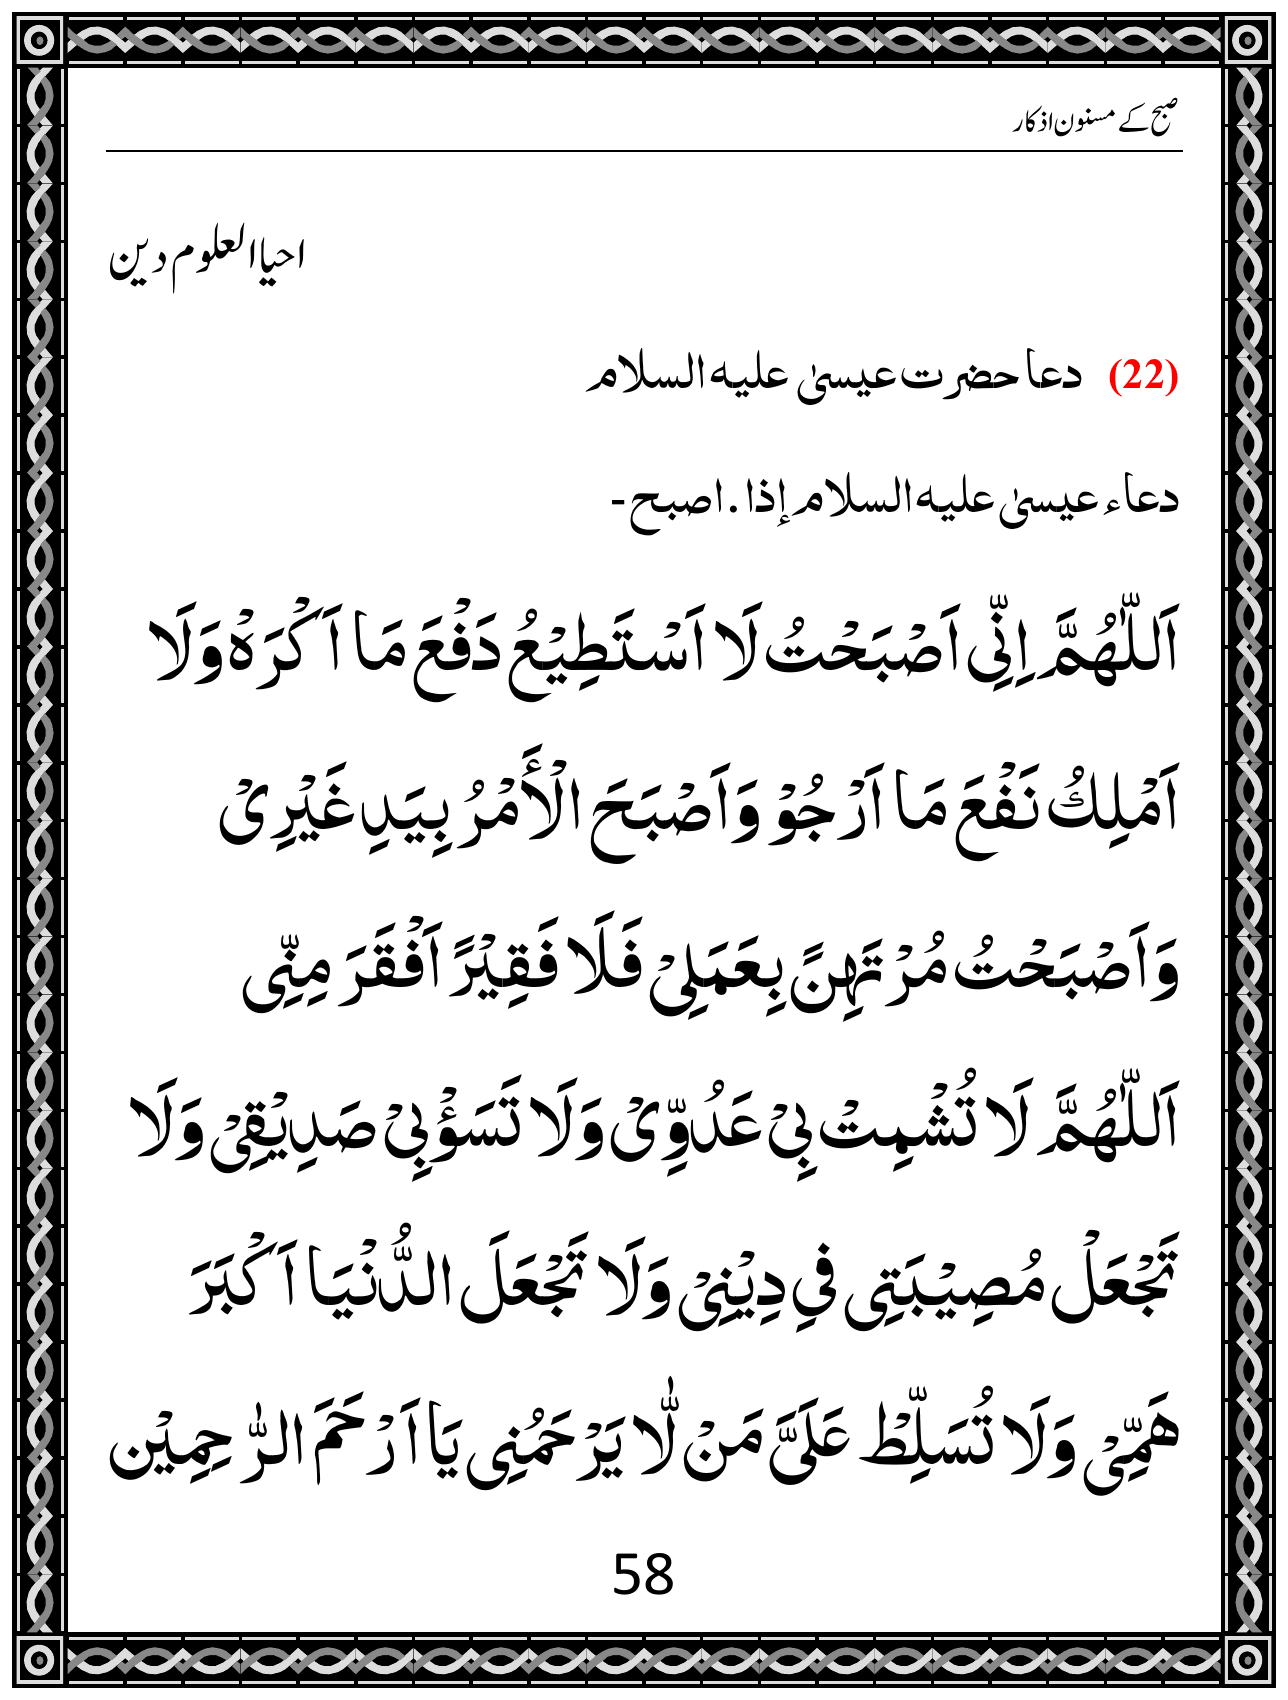 صبح کے مسنون اذکار
احیاالعلوم دین
(22) دعا حضرت عیسیٰ علیہ السلام
دعاء عیسیٰ علیہ السلام إذا . اصبح -
اَللّٰهُمَّ اِنِّي اَصْبَحْتُ لَا اَسْتَطِيْعُ دَفْعَ مَا اَكْرَهْ وَلَا
اَمْلِكُ نَفْعَ مَا اَرْجُوْ وَاَصْبَحَ الْأَمْرُ بِيَدِ غَيْرِيْ
وَاَصْبَحْتُ مُرْتَهِنً بِعَمَلِيْ فَلَا فَقِيْرً اَفْقَرَ مِنِّي
اَللّٰهُمَّ لَا تُشْمِتْ بِيْ عَدُوِّيْ وَلَا تَسَؤْبِيْ صَدِيْقِيْ وَلَا
تَجْعَلْ مُصِيْبَتِي فيِ دِيْنِيْ وَلَا تَجْعَلَ الدُّنْيَا اَكْبَرَ
هَمِّيْ وَلَا تُسَلِّطْ عَلَيَّ مَنْ لّٰا يَرْحَمُنِي يَا اَرْحَمَ الرّٰحِمِيْن
58